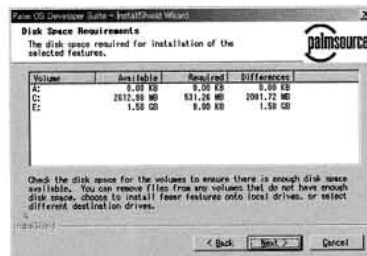 Palm OS Developer Suite - InstallShield Wizard
Disk Space Requirements
The disk space required for installation of the
selected features.
palmsource
Volume Available Required Differences
A: 0.00 KB 0.00 KB 0.00 KB
C: 2612.98 MB 531.26 MB 2081.72 MB
E: 1.58 GB 0.00 KB 1.58 GB
Check the disk space for the volumes to ensure there is enough disk space
available. You can remove files from any volumes that do not have enough
disk space, choose to install fewer features onto local drives, or select
different destination drives.
InstallShield
< Back Next > Cancel